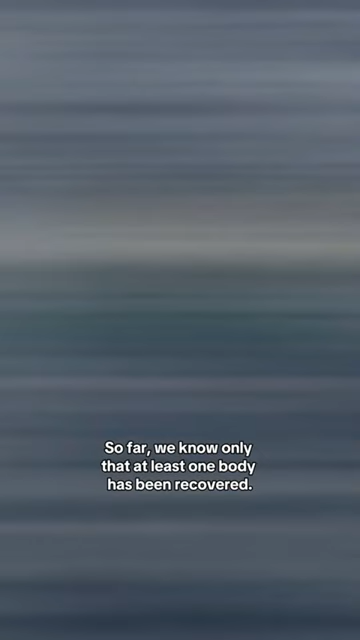 So far, we know only
that at least one body
has been recovered.